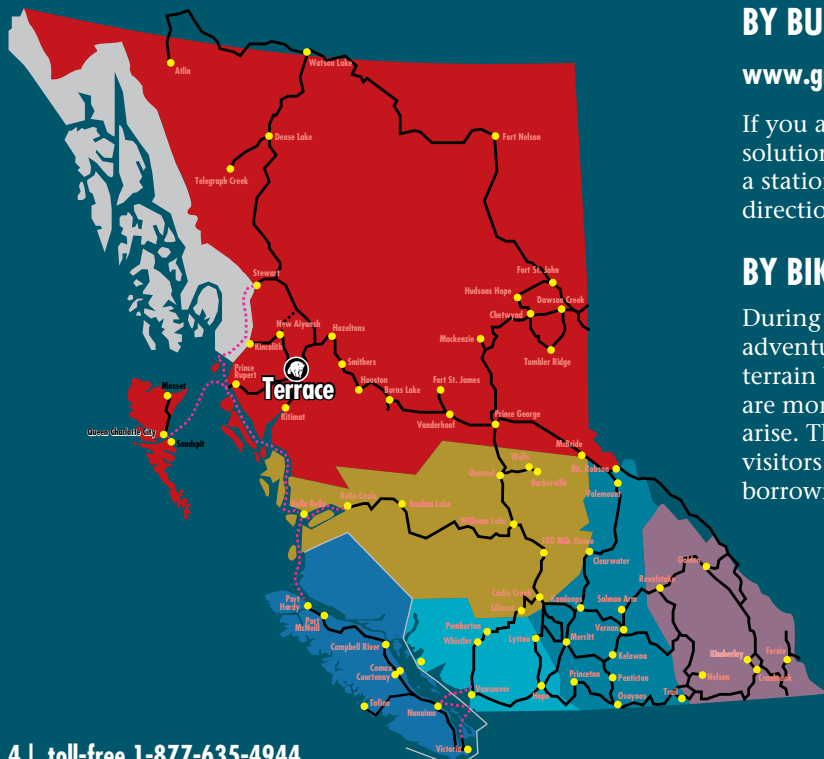 Atlin
Watson Lake
Dease Lake
Fort Nelson
Telegraph Creek
Stewart
Fort St. John
Hudsons Hope
Dawson Creek
Chetwynd
New Aiyansh
Hazeltons
Mackenzie
Kincolith
Tumbler Ridge
Smithers
Prince
Rupert
Terrace
Houston
Burns Lake
Fort St. James
Masset
Kitimat
Vanderhoof
Prince George
Queen Charlotte City
Sandspit
McBride
Wells
Mt. Robson
Quesnel
Barkerville
Valemount
Bella Coola
Bella Bella
Anahim Lake
Williams Lake
100 Mile House
Clearwater
Golden
Revelstoke
Cache Creek
Kamloops
Salmon Arm
Lillooet
Port
Hardy
Port
McNeill
Pemberton
Whistler
Lytton
Merritt
Vernon
Campbell River
Kelowna
Kimberley
Fernie
Comox
Courtenay
Princeton
Penticton
Nelson
Cranbrook
Vancouver
Hope
Osoyoos
Trail
Tofino
Nanaimo
Victoria
4 | toll-free 1-877-635-4944
BY BU
www.g
If you a
solution
a station
directio
BY BIK
During
adventu
terrain
are mor
arise. Th
visitors
borrowi